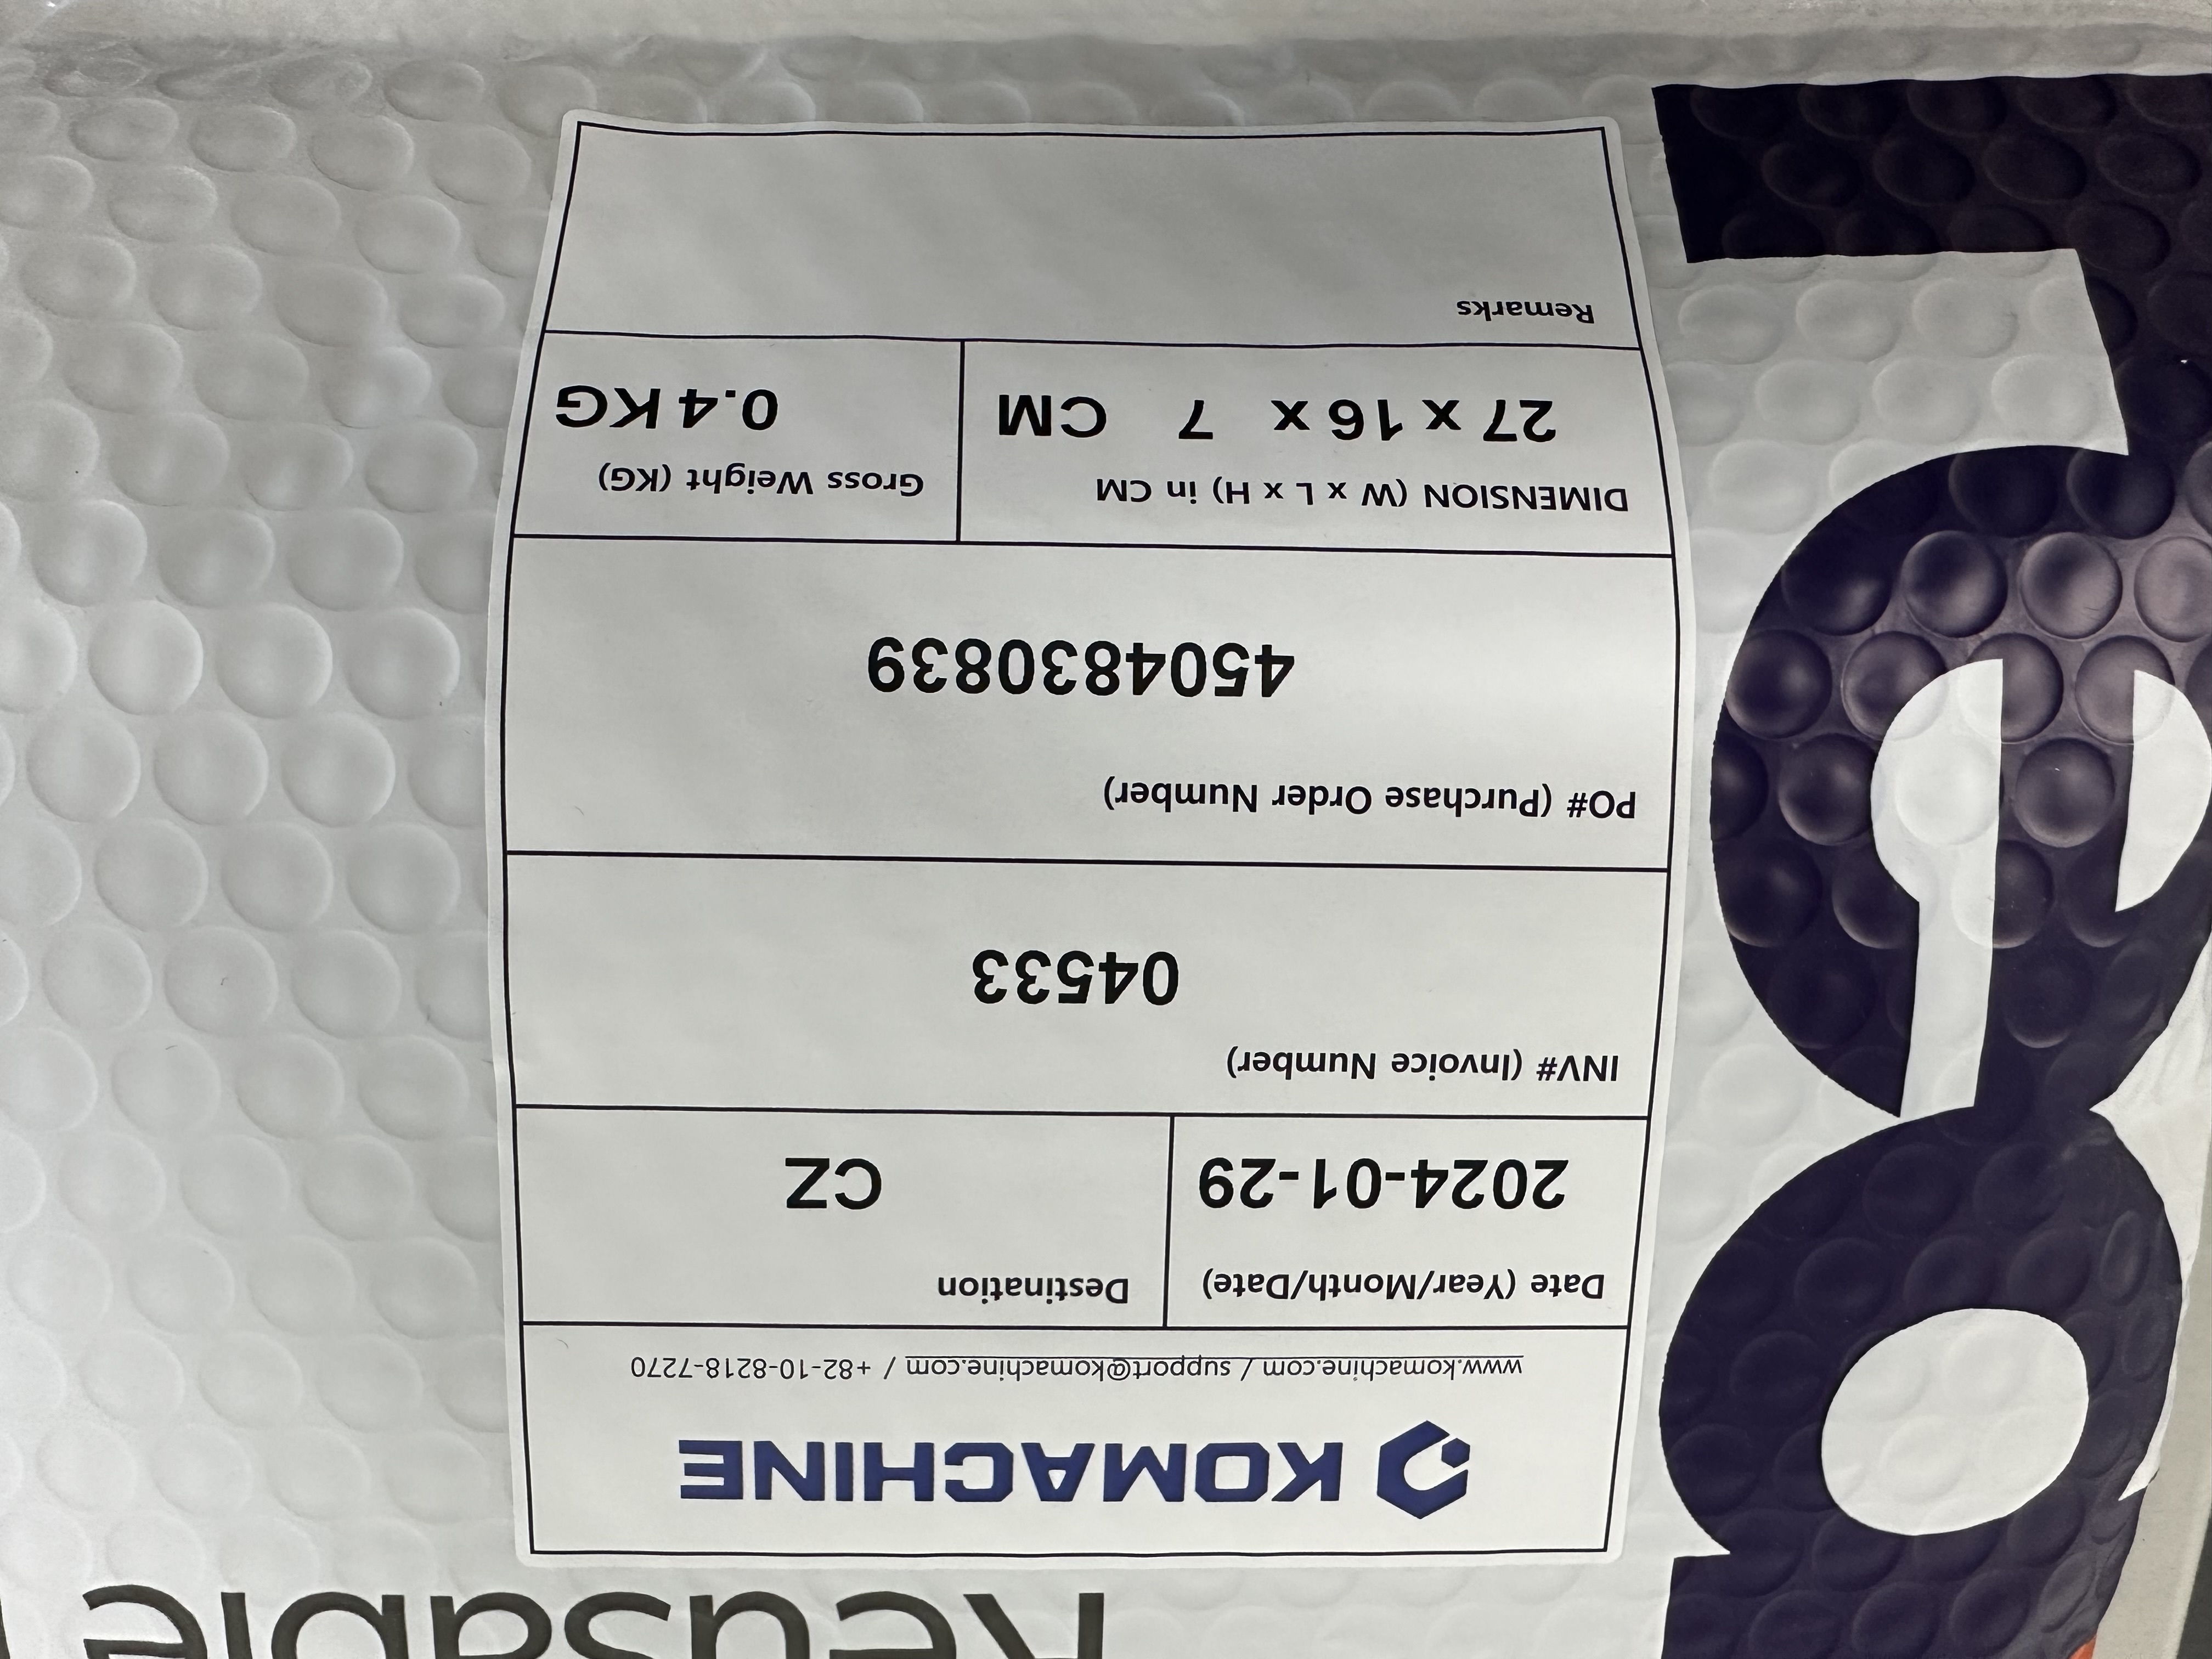 KOMACHINE
www.komachine.com / support@komachine.com / +82-10-8218-7270
Date (Year/Month/Date)
2024-01-29
Destination
CZ
INV# (Invoice Number)
04533
PO# (Purchase Order Number)
4504830839
DIMENSION (W x L x H) in CM
27 x 16 x 7 CM
Gross Weight (KG)
0.4 KG
Remarks
Reusable